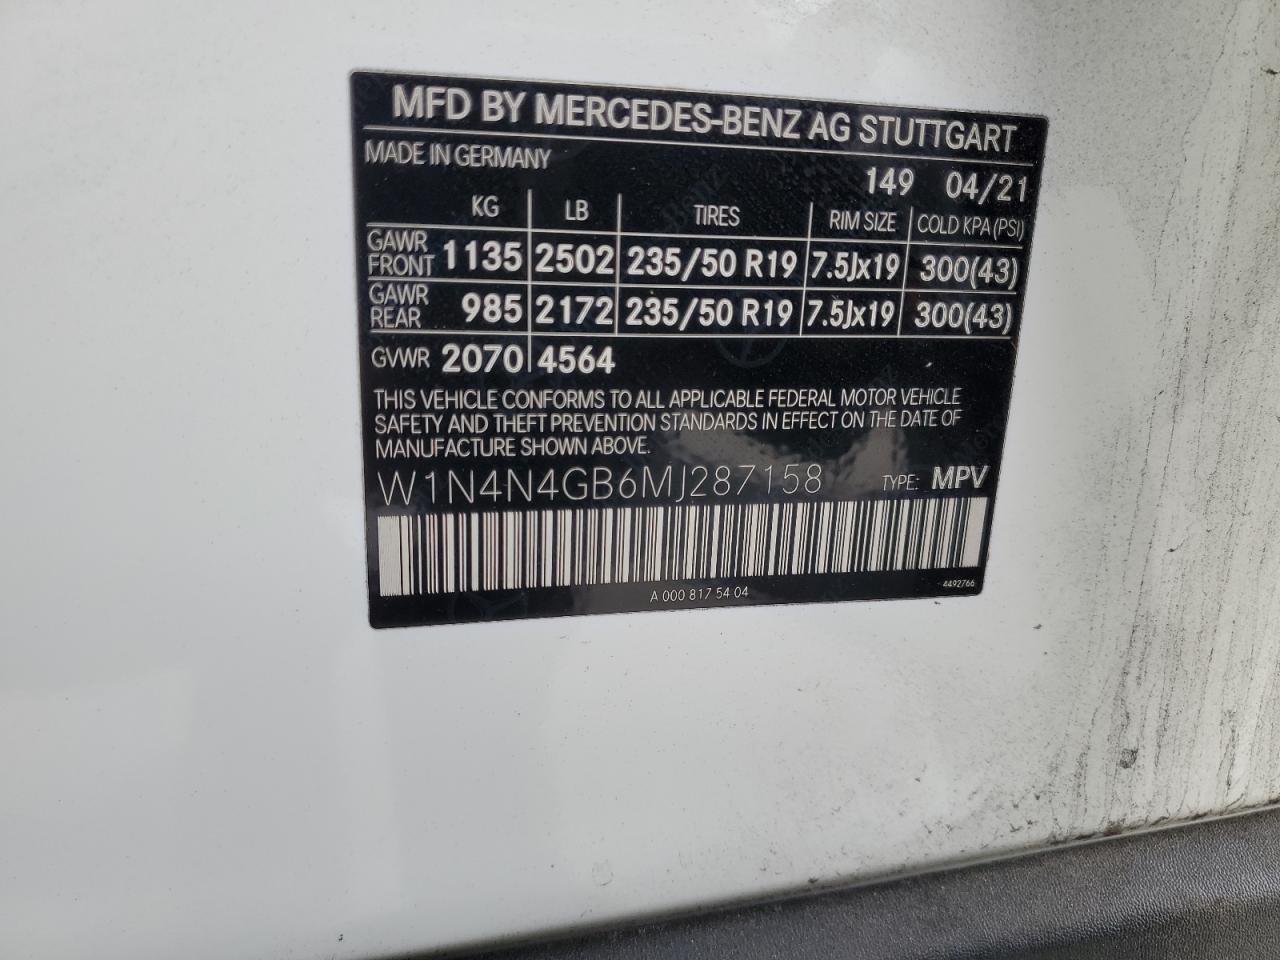 MFD BY MERCEDES-BENZ AG STUTTGART
MADE IN GERMANY
149 04/21
KG LB TIRES RIM SIZE COLD KPA (PSI)
GAWR FRONT 1135 2502 235/50 R19 7.5Jx19 300(43)
GAWR REAR 985 2172 235/50 R19 7.5Jx19 300(43)
GVWR 2070 4564
THIS VEHICLE CONFORMS TO ALL APPLICABLE FEDERAL MOTOR VEHICLE
SAFETY AND THEFT PREVENTION STANDARDS IN EFFECT ON THE DATE OF
MANUFACTURE SHOWN ABOVE.
W1N4N4GB6MJ287158 TYPE: MPV
4492766
A 000 817 54 04